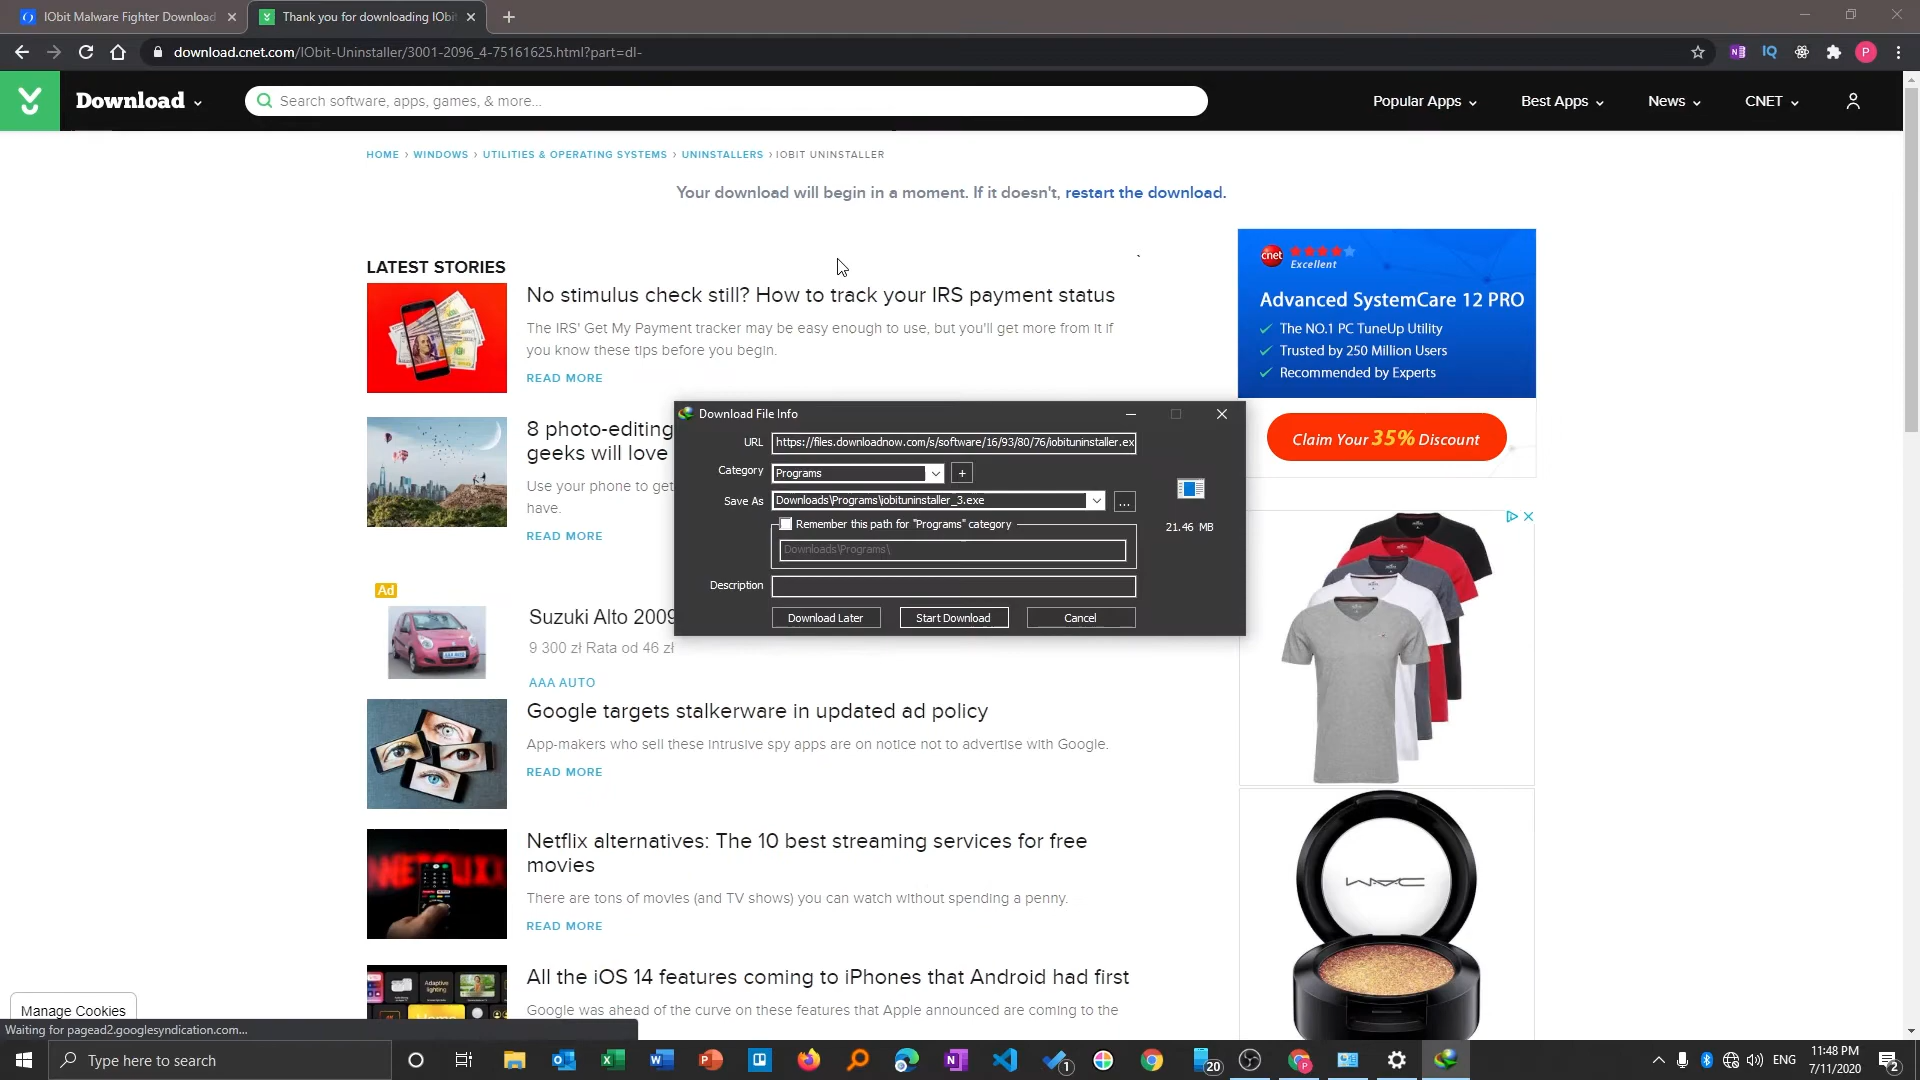 IObit Malware Fighter Download
Thank you for downloading IObit
download.cnet.com/IObit-Uninstaller/3001-2096_4-75161625.html?part=dl-
Download
Search software, apps, games, & more...
Popular Apps
Best Apps
News
CNET
P
HOME › WINDOWS › UTILITIES & OPERATING SYSTEMS › UNINSTALLERS › IOBIT UNINSTALLER
Your download will begin in a moment. If it doesn't, restart the download.
LATEST STORIES
No stimulus check still? How to track your IRS payment status
The IRS' Get My Payment tracker may be easy enough to use, but you'll get more from it if
you know these tips before you begin.
READ MORE
8 photo-editing
geeks will love
Use your phone to get
have.
READ MORE
Ad
Suzuki Alto 2009
9 300 zł Rata od 46 zł
AAA AUTO
Google targets stalkerware in updated ad policy
App-makers who sell these intrusive spy apps are on notice not to advertise with Google.
READ MORE
Netflix alternatives: The 10 best streaming services for free
movies
There are tons of movies (and TV shows) you can watch without spending a penny.
READ MORE
All the iOS 14 features coming to iPhones that Android had first
Google was ahead of the curve on these features that Apple announced are coming to the
Download File Info
URL
https://files.downloadnow.com/s/software/16/93/80/76/iobituninstaller.ex
Category
Programs
+
Save As
Downloads\Programs\iobituninstaller_3.exe
...
21.46 MB
Remember this path for "Programs" category
Downloads\Programs\
Description
Download Later
Start Download
Cancel
cnet
Excellent
Advanced SystemCare 12 PRO
The NO.1 PC TuneUp Utility
Trusted by 250 Million Users
Recommended by Experts
Claim Your 35% Discount
MAC
Manage Cookies
Waiting for pagead2.googlesyndication.com...
Type here to search
1
20
ENG
11:48 PM
7/11/2020
2